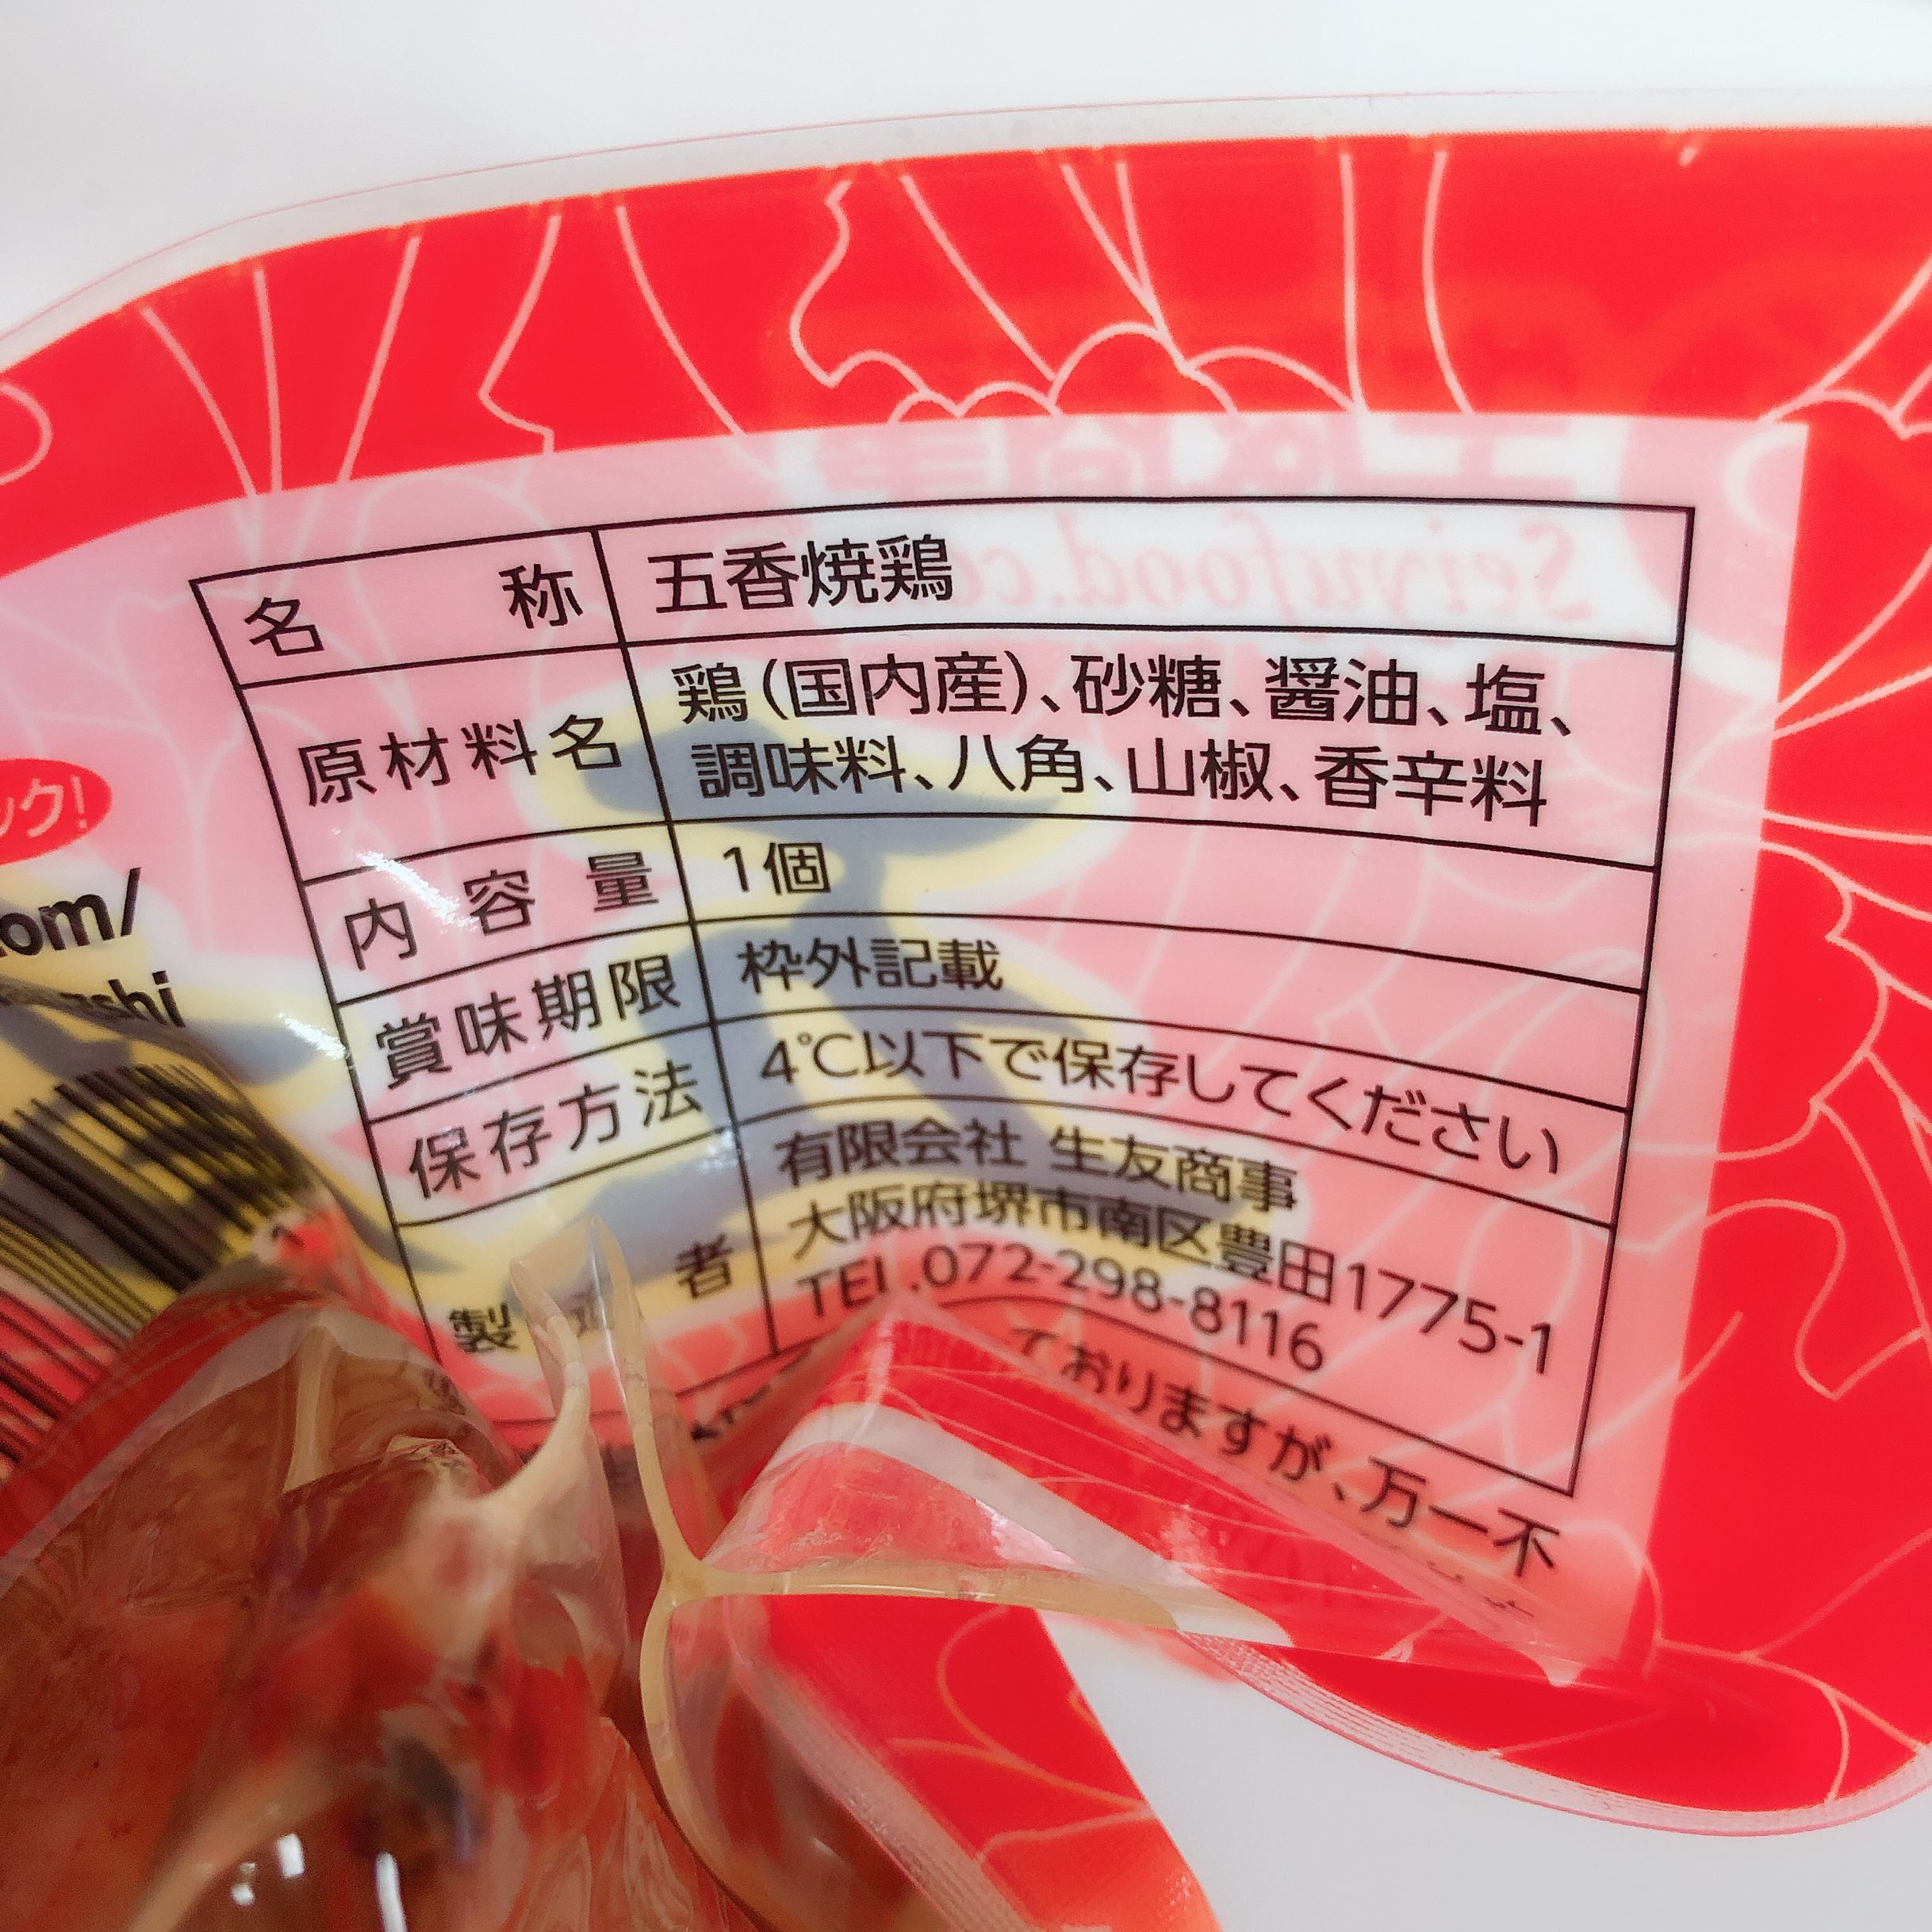 名称 五香焼鶏
原材料名 鶏(国内産)、砂糖、醤油、塩、
調味料、八角、山椒、香辛料
内容量 1個
賞味期限 枠外記載
保存方法 4℃以下で保存してください
製造者 有限会社 生友商事
大阪府堺市南区豊田1775-1
TEL.072-298-8116
ておりますが、万一不
ック!
om/
shi
Seiyufood.co